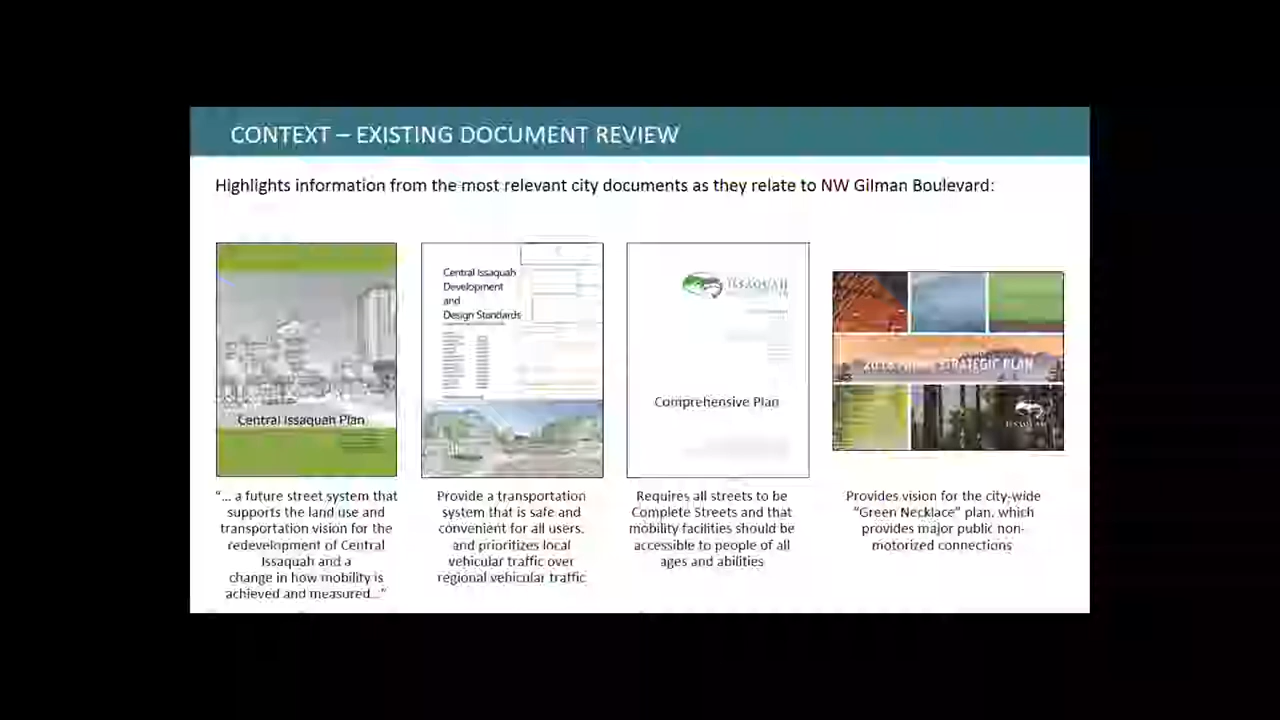 CONTEXT – EXISTING DOCUMENT REVIEW
Highlights information from the most relevant city documents as they relate to NW Gilman Boulevard:
Central Issaquah Plan
Central Issaquah
Development
and
Design Standards
ISSAQUAH
Comprehensive Plan
STRATEGIC PLAN
"... a future street system that
supports the land use and
transportation vision for the
redevelopment of Central
Issaquah and a
change in how mobility is
achieved and measured..."
Provide a transportation
system that is safe and
convenient for all users,
and prioritizes local
vehicular traffic over
regional vehicular traffic
Requires all streets to be
Complete Streets and that
mobility facilities should be
accessible to people of all
ages and abilities
Provides vision for the city-wide
"Green Necklace" plan, which
provides major public non-
motorized connections